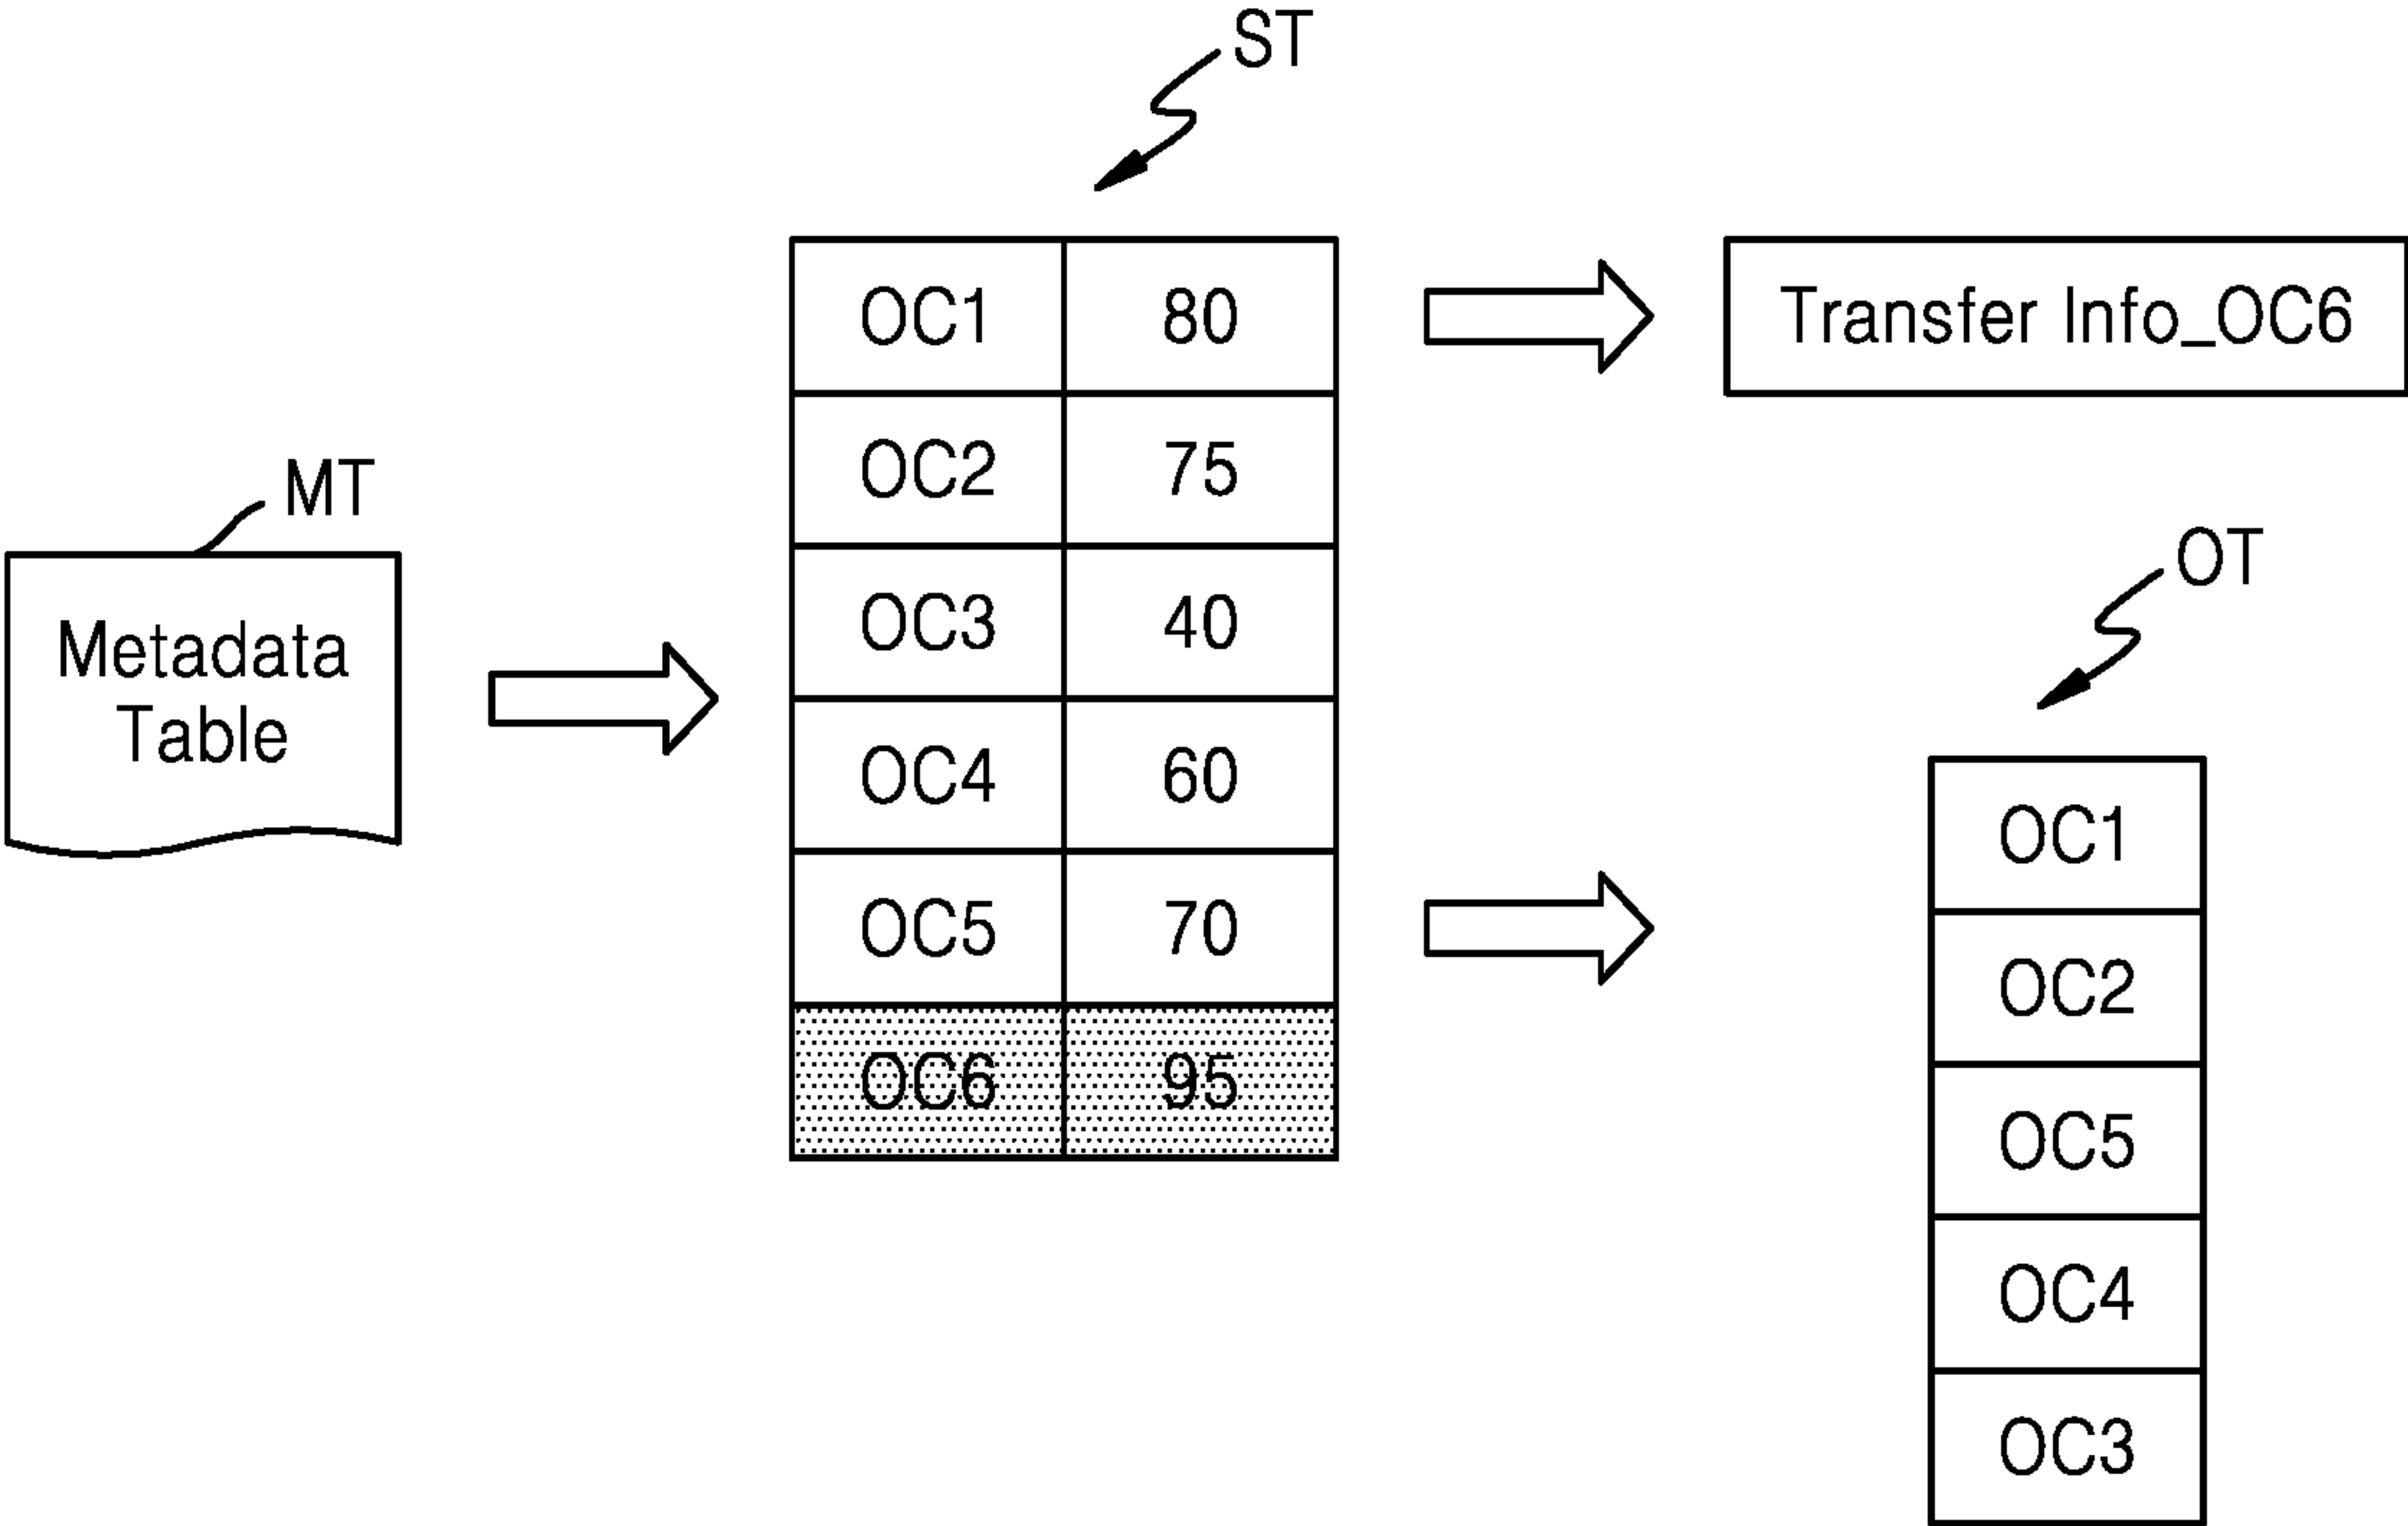 ST
OC1 80
Transfer Info_OC6
OC2 75
MT
OC3 40
OT
Metadata
Table
OC4 60
OC5 70
OC6 95
OC1
OC2
OC5
OC4
OC3